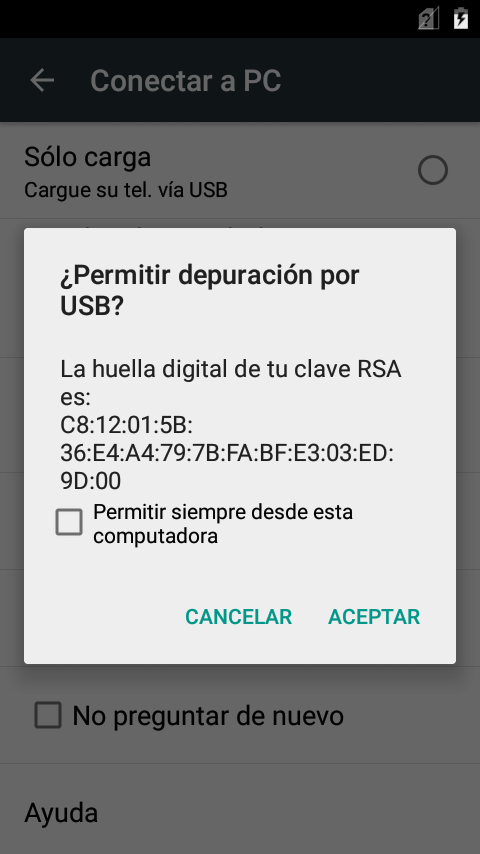 Conectar a PC
Sólo carga
Cargue su tel. vía USB
¿Permitir depuración por
USB?
La huella digital de tu clave RSA
es:
C8:12:01:5B:
36:E4:A4:79:7B:FA:BF:E3:03:ED:
9D:00
Permitir siempre desde esta
computadora
CANCELAR
ACEPTAR
No preguntar de nuevo
Ayuda